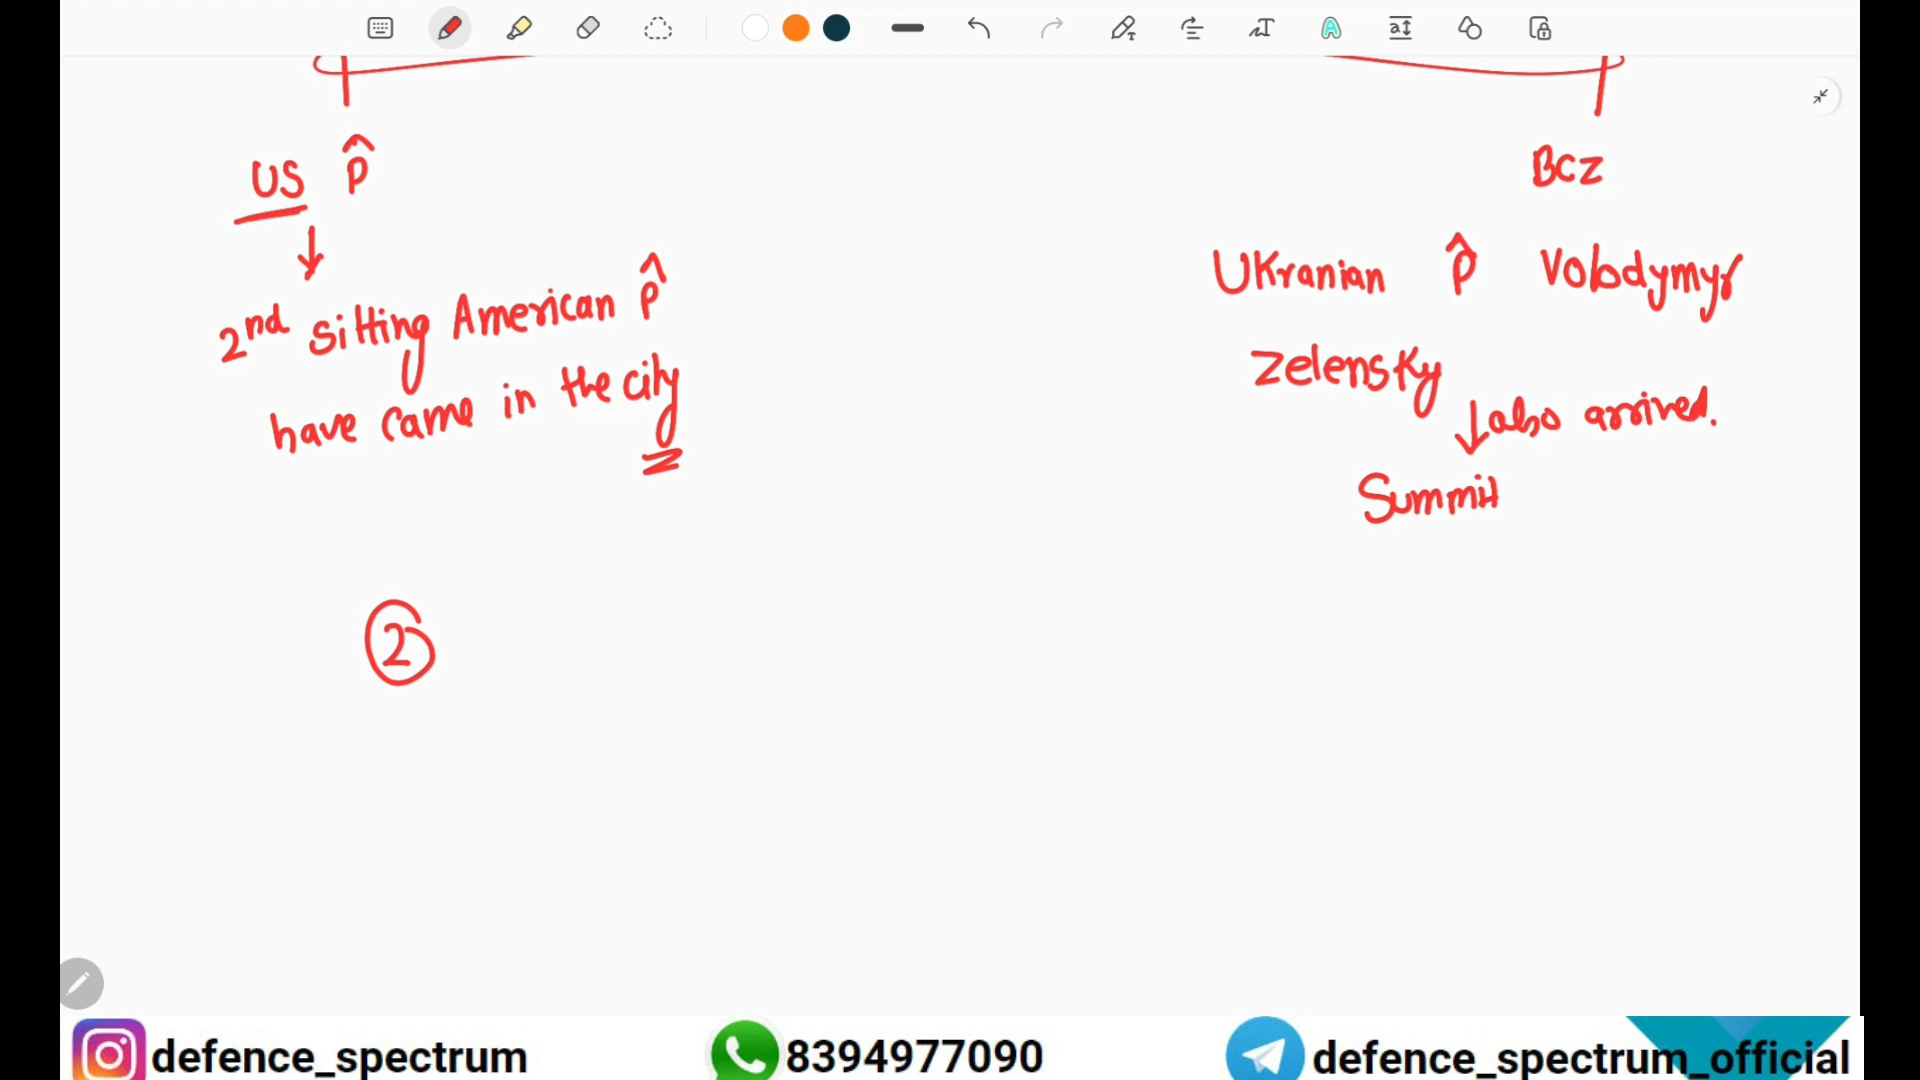 US p̂
2nd sitting American p̂
have came in the city
BCZ
UKranian p̂ Volodymyr
Zelensky
also arrived.
Summit
2
defence_spectrum
8394977090
defence_spectrum_official